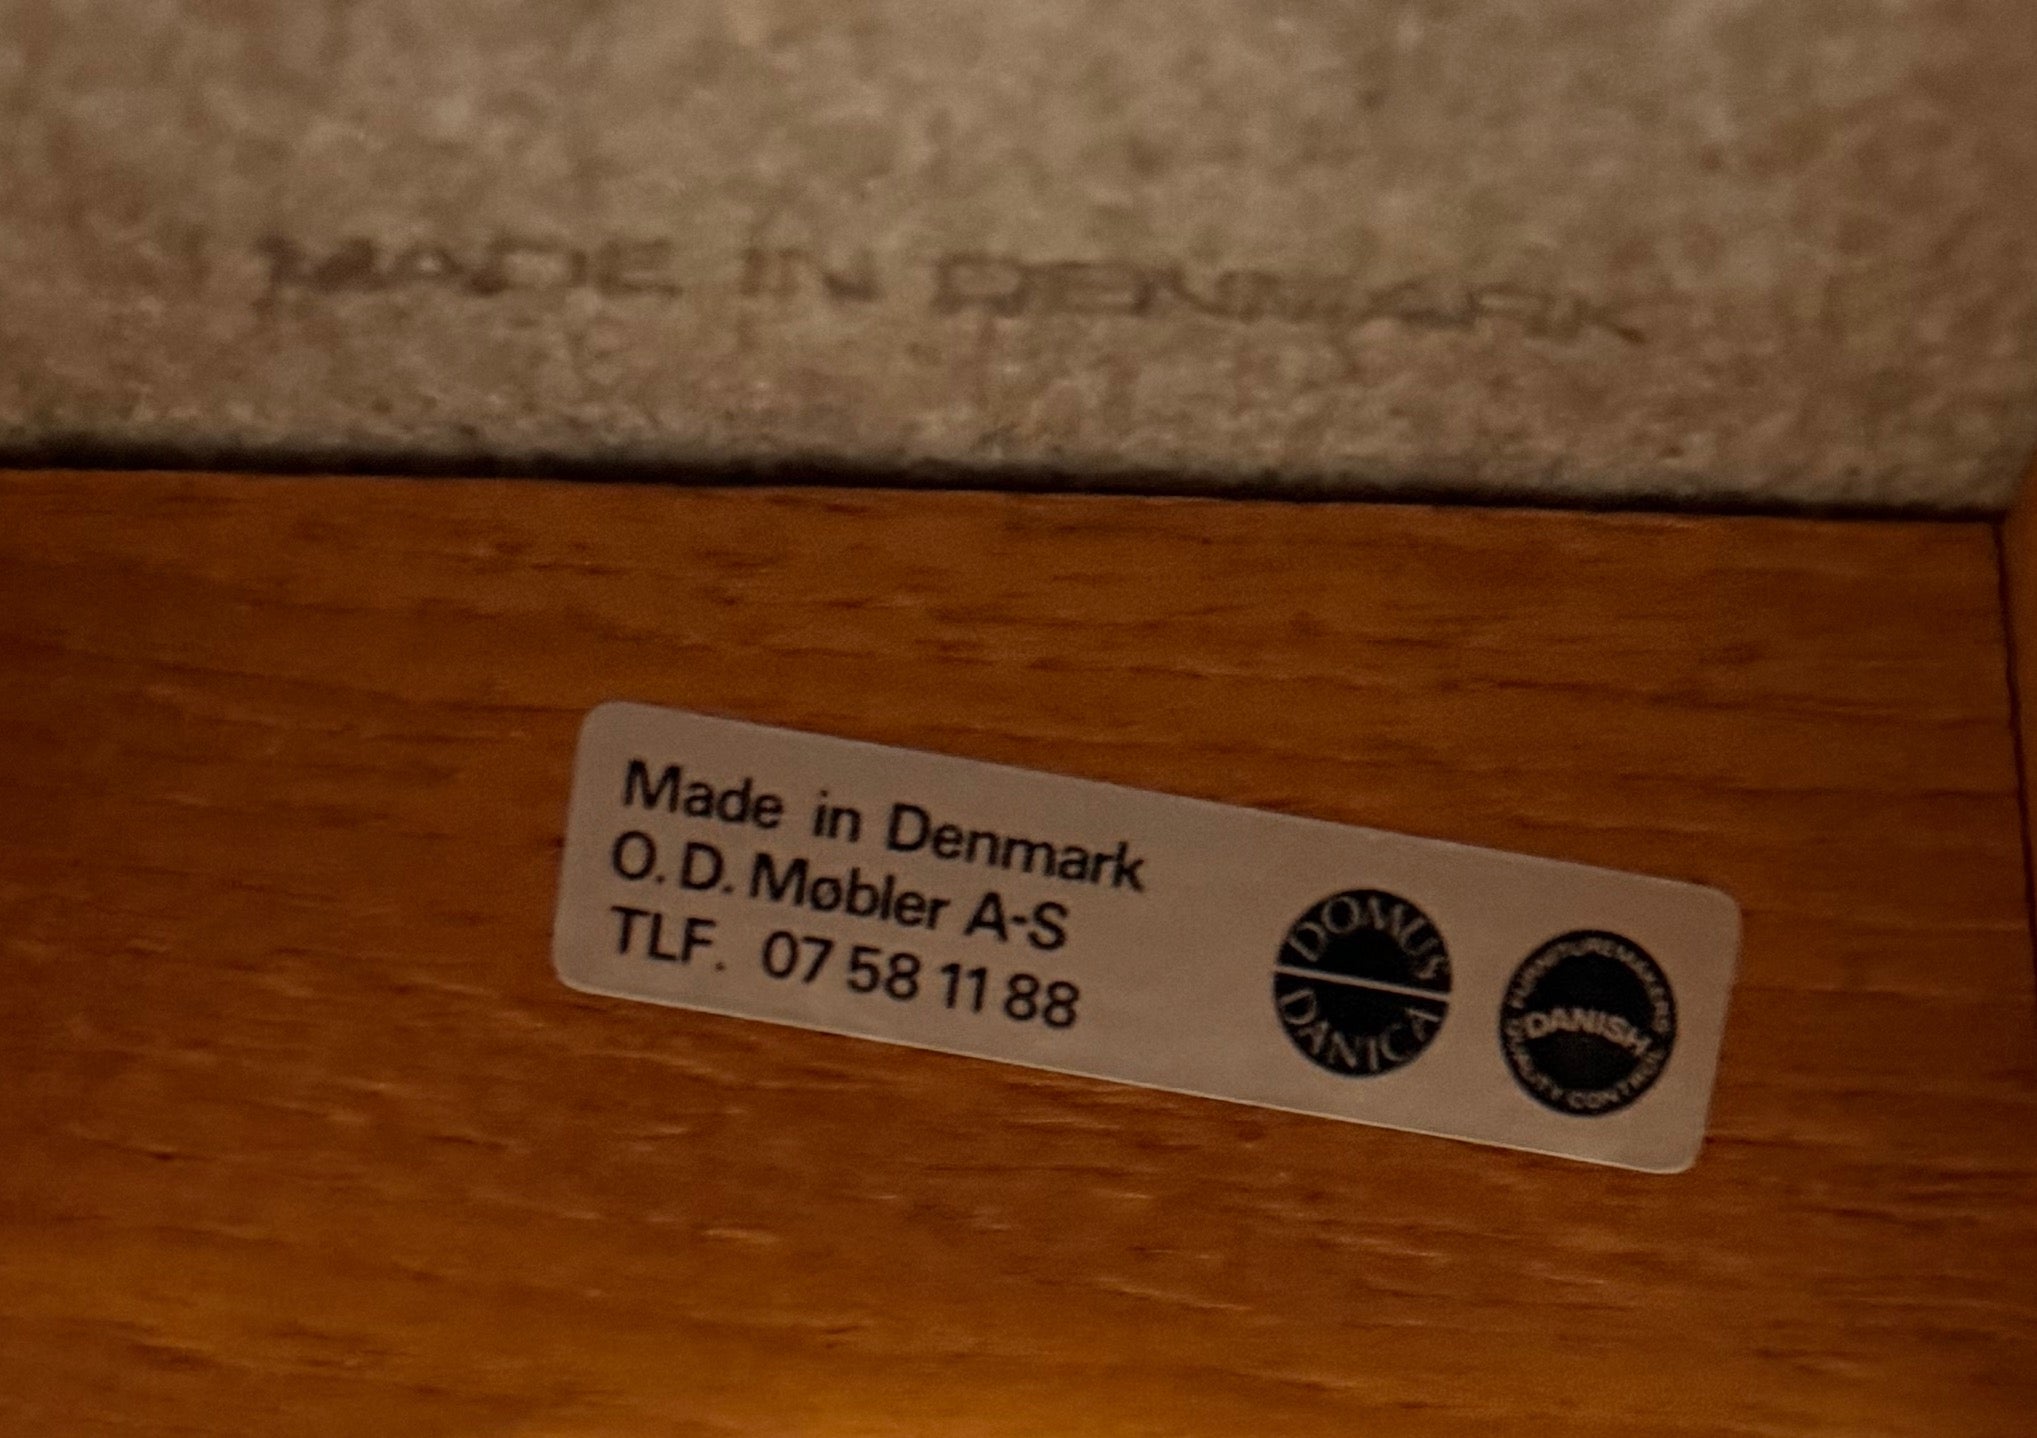 MADE IN DENMARK
Made in Denmark
O.D. Møbler A-S
TLF. 07 58 11 88
DOMUS
DANICA
FURNITUREMAKERS
DANISH
QUALITY CONTROL